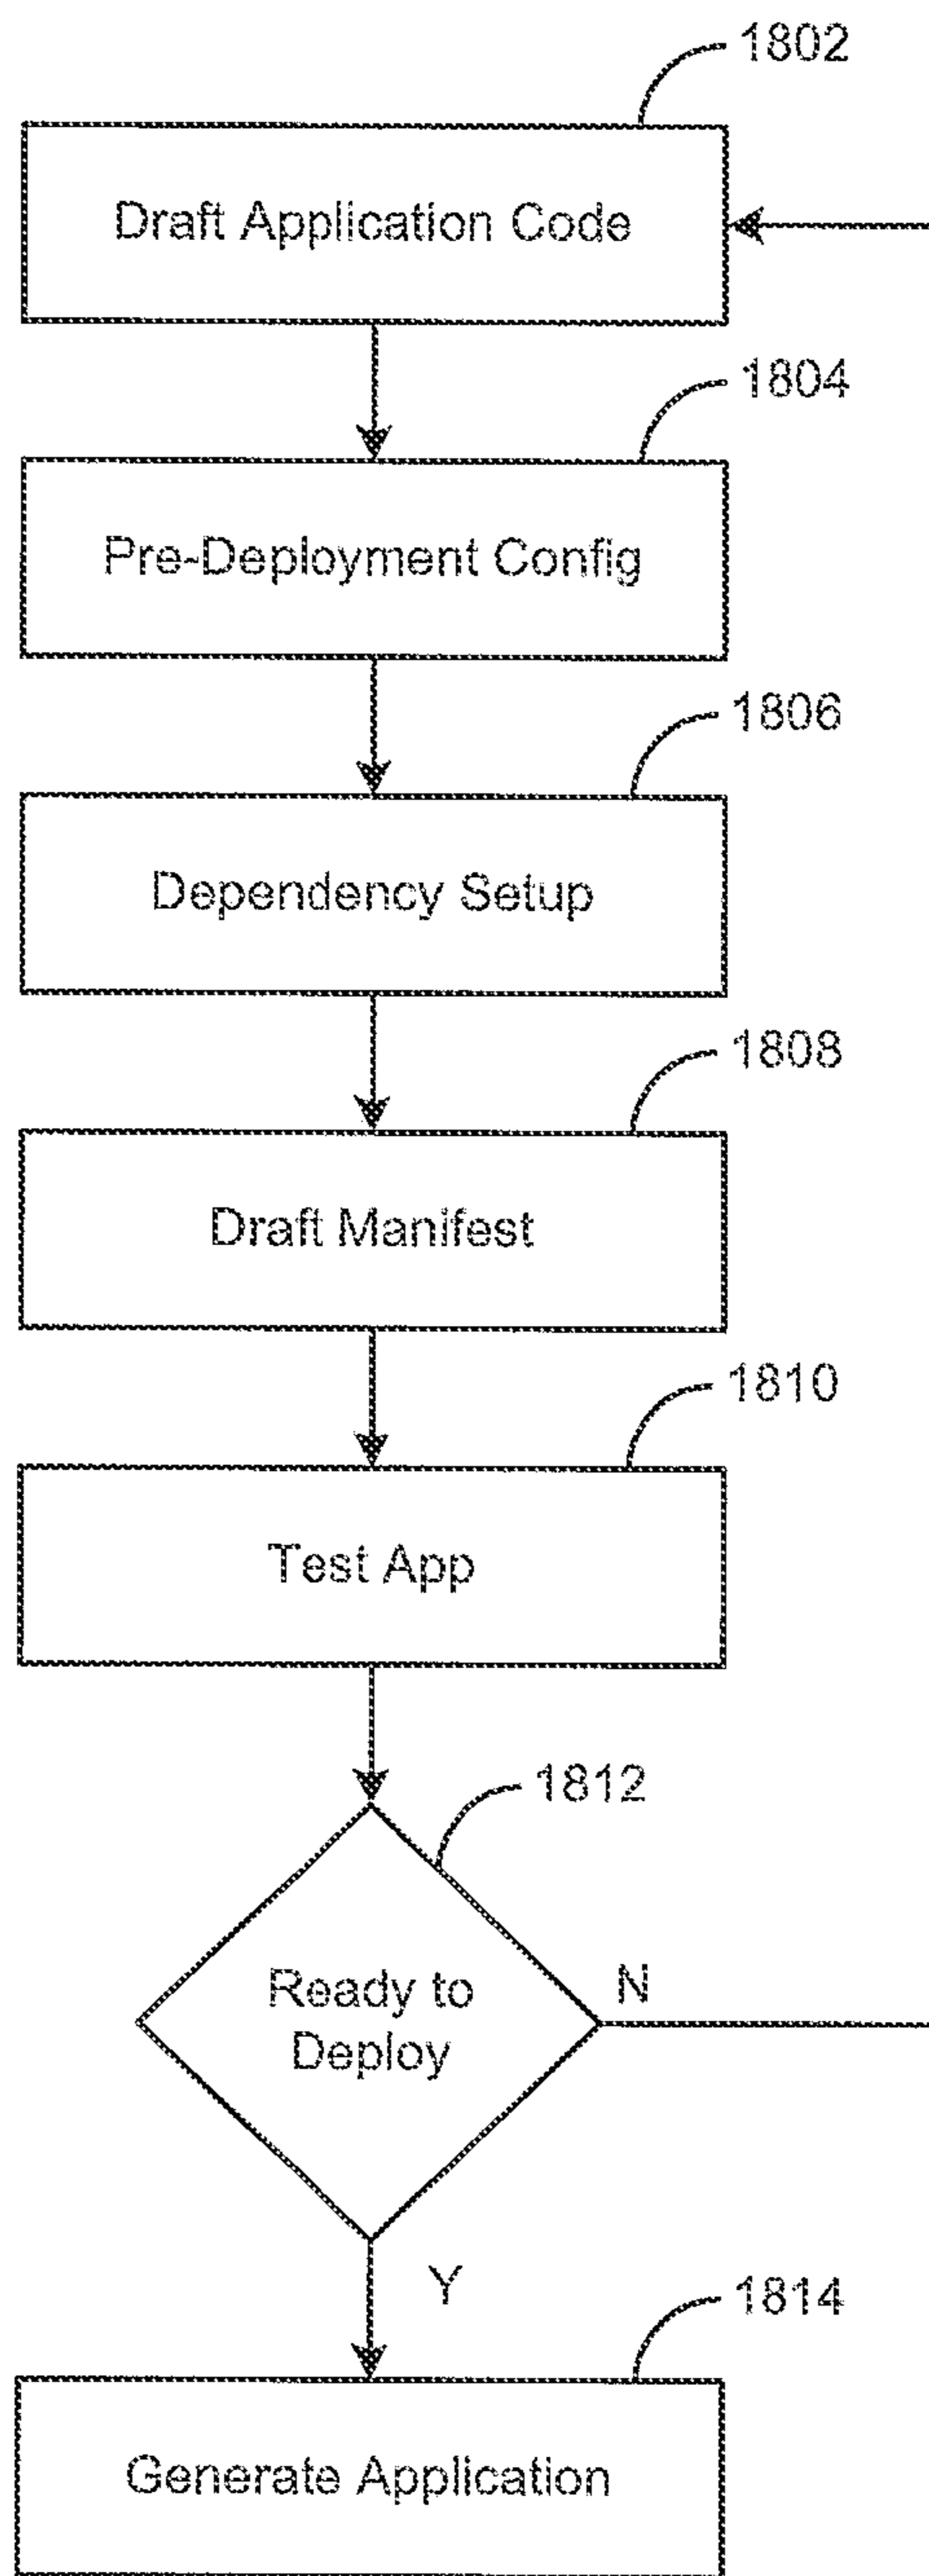 1802
Draft Application Code
1804
Pre-Deployment Config
1806
Dependency Setup
1808
Draft Manifest
1810
Test App
1812
Ready to
Deploy
N
Y
1814
Generate Application